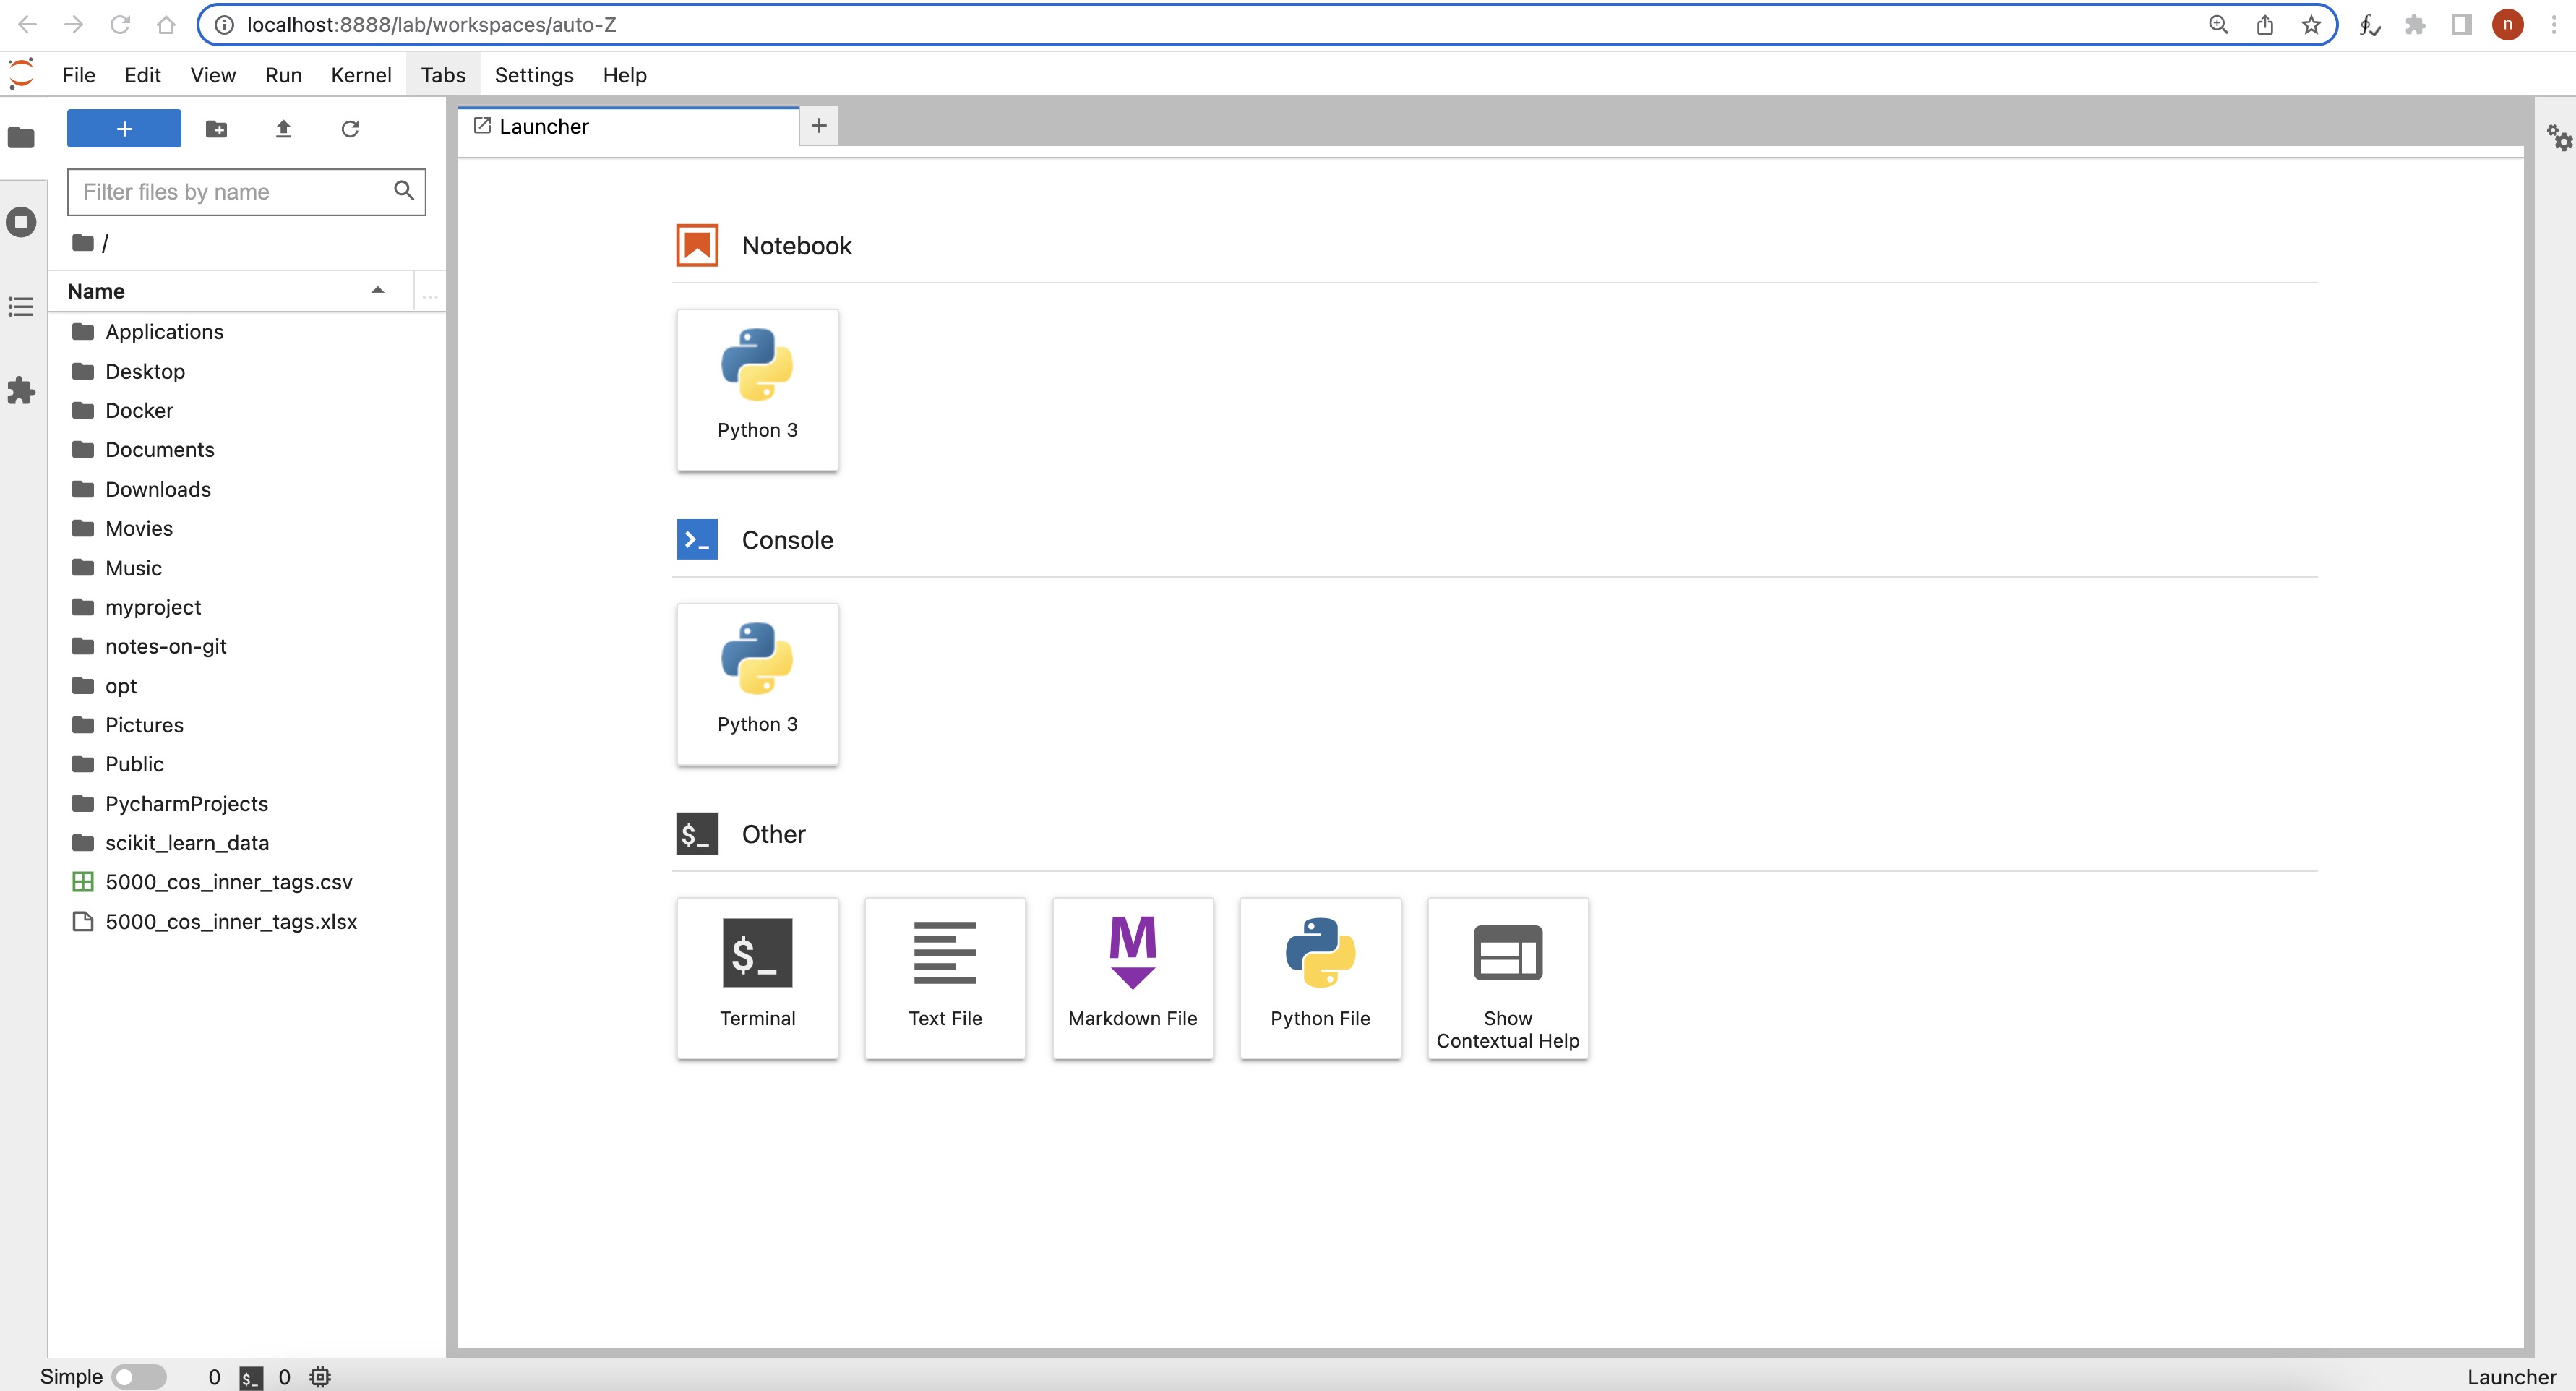 localhost:8888/lab/workspaces/auto-Z
n
File Edit View Run Kernel Tabs Settings Help
+
Launcher
+
Filter files by name
/
Name
...
Applications
Desktop
Docker
Documents
Downloads
Movies
Music
myproject
notes-on-git
opt
Pictures
Public
PycharmProjects
scikit_learn_data
5000_cos_inner_tags.csv
5000_cos_inner_tags.xlsx
Notebook
Python 3
>_ Console
Python 3
$_ Other
$_
Terminal
Text File
M
Markdown File
Python File
Show
Contextual Help
Simple 0 $_ 0
Launcher